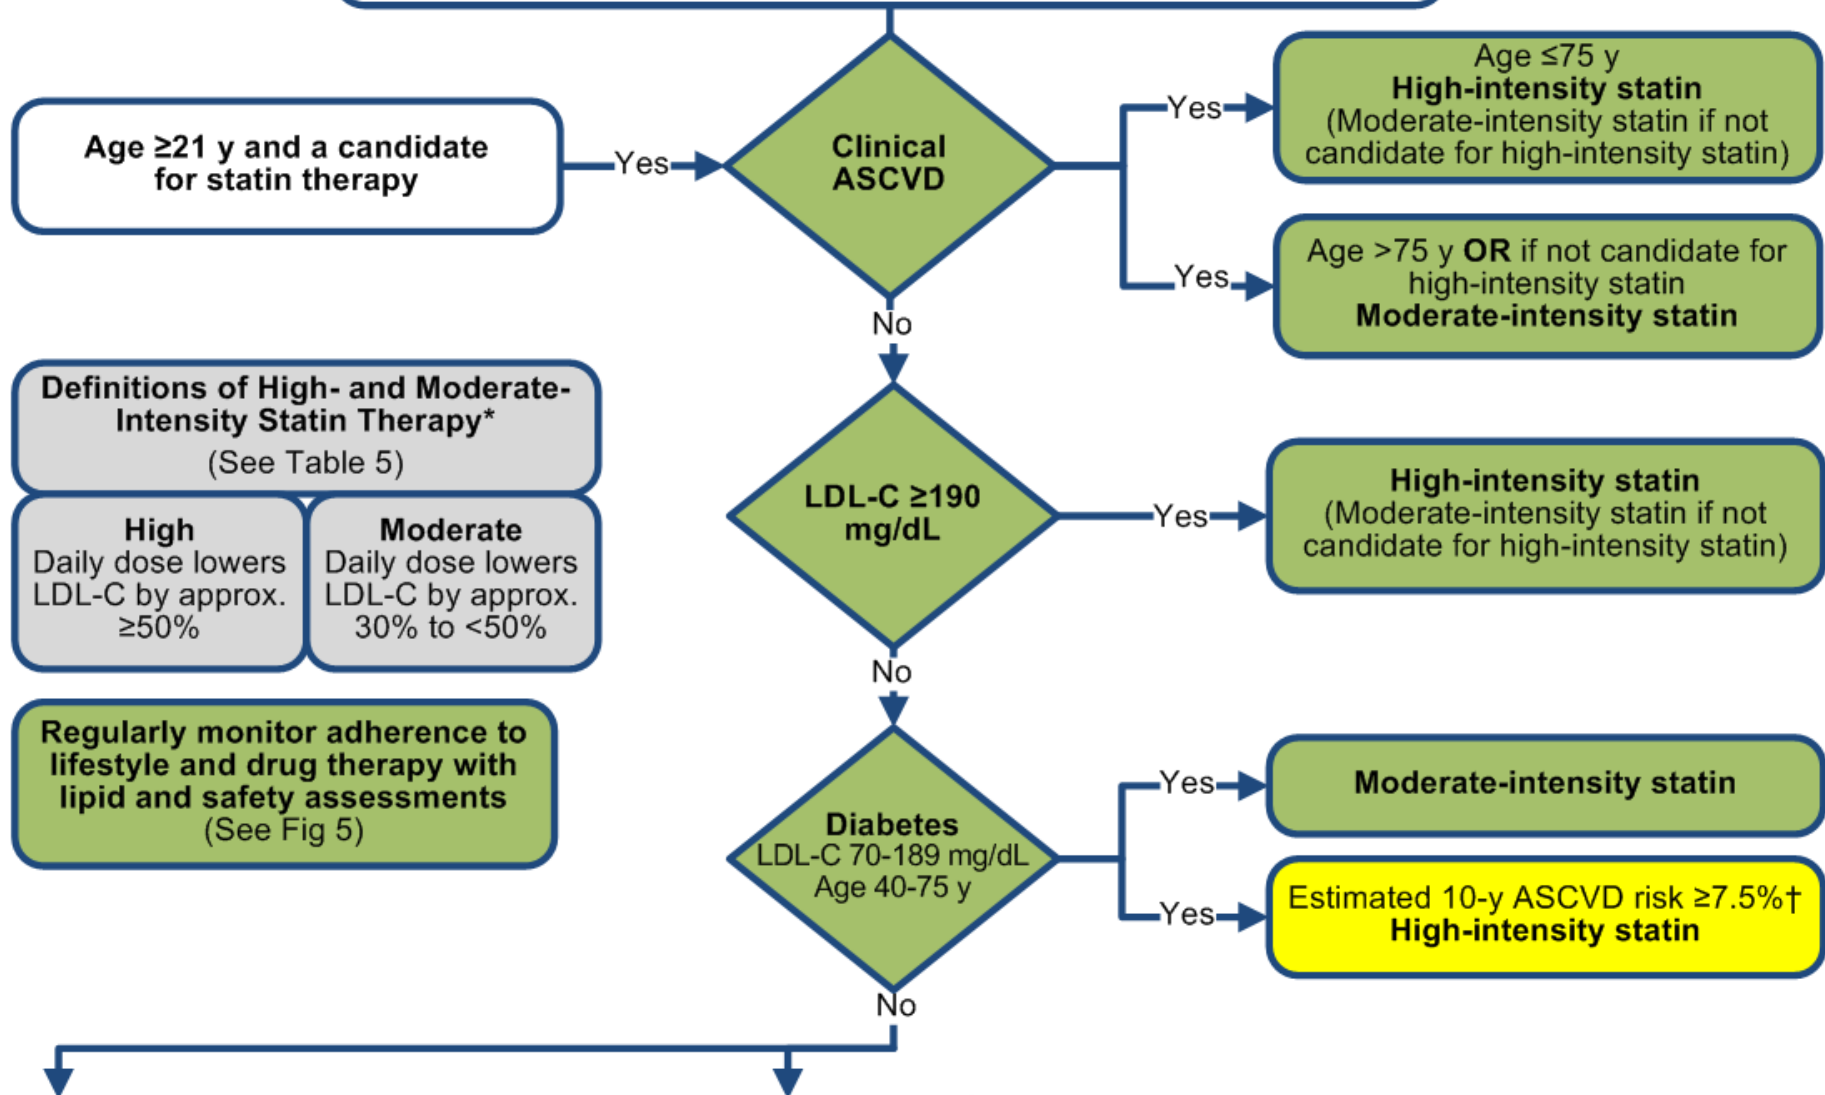 Age ≥21 y and a candidate
for statin therapy
Yes
Clinical
ASCVD
Yes
Age ≤75 y
High-intensity statin
(Moderate-intensity statin if not
candidate for high-intensity statin)
Yes
Age >75 y OR if not candidate for
high-intensity statin
Moderate-intensity statin
No
Definitions of High- and Moderate-
Intensity Statin Therapy*
(See Table 5)
High
Daily dose lowers
LDL-C by approx.
≥50%
Moderate
Daily dose lowers
LDL-C by approx.
30% to <50%
LDL-C ≥190
mg/dL
Yes
High-intensity statin
(Moderate-intensity statin if not
candidate for high-intensity statin)
No
Regularly monitor adherence to
lifestyle and drug therapy with
lipid and safety assessments
(See Fig 5)
Diabetes
LDL-C 70-189 mg/dL
Age 40-75 y
Yes
Moderate-intensity statin
Yes
Estimated 10-y ASCVD risk ≥7.5%†
High-intensity statin
No